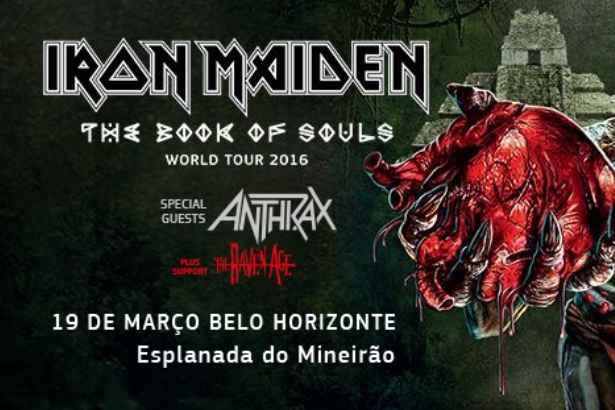 IRON MAIDEN
THE BOOK OF SOULS
WORLD TOUR 2016
SPECIAL
GUESTS
ANTHRAX
PLUS
SUPPORT
THE RAVEN AGE
19 DE MARÇO BELO HORIZONTE
Esplanada do Mineirão